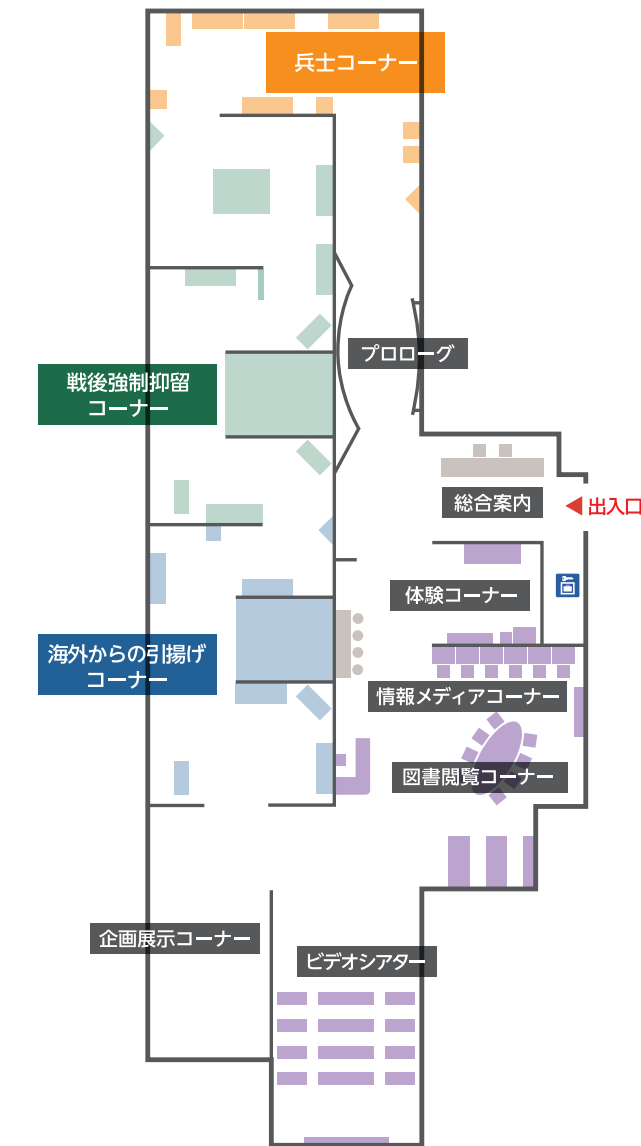 兵士コーナー
プロローグ
戦後強制抑留
コーナー
総合案内
出入口
体験コーナー
海外からの引揚げ
コーナー
情報メディアコーナー
図書閲覧コーナー
企画展示コーナー
ビデオシアター